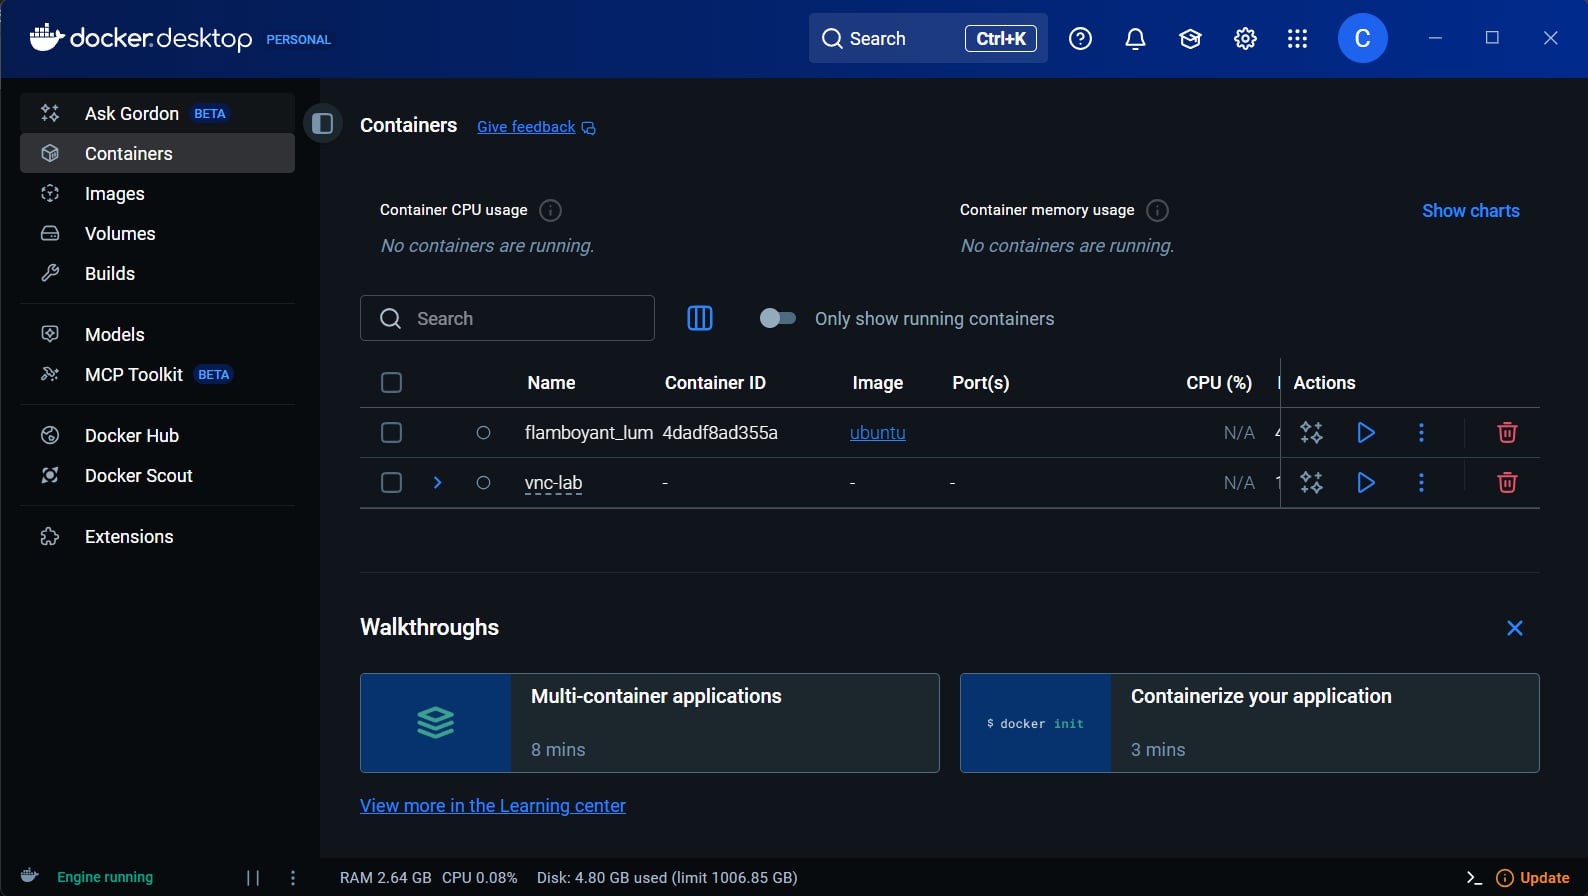 docker.desktop PERSONAL
Search Ctrl+K
C
Ask Gordon BETA
Containers
Images
Volumes
Builds
Models
MCP Toolkit BETA
Docker Hub
Docker Scout
Extensions
Containers Give feedback
Container CPU usage
No containers are running.
Container memory usage
No containers are running.
Show charts
Search
Only show running containers
Name Container ID Image Port(s) CPU (%) Actions
flamboyant_lum 4dadf8ad355a ubuntu N/A
vnc-lab - - - N/A
Walkthroughs
Multi-container applications
8 mins
$ docker init
Containerize your application
3 mins
View more in the Learning center
Engine running
RAM 2.64 GB CPU 0.08% Disk: 4.80 GB used (limit 1006.85 GB)
Update